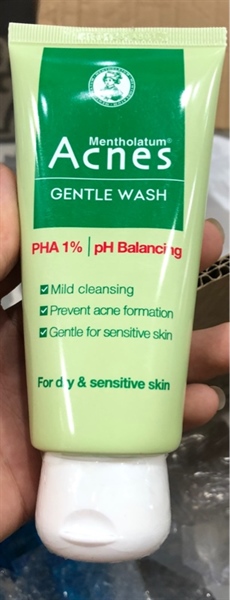 Mentholatum®
Acnes
GENTLE WASH
PHA 1% | pH Balancing
Mild cleansing
Prevent acne formation
Gentle for sensitive skin
For dry & sensitive skin